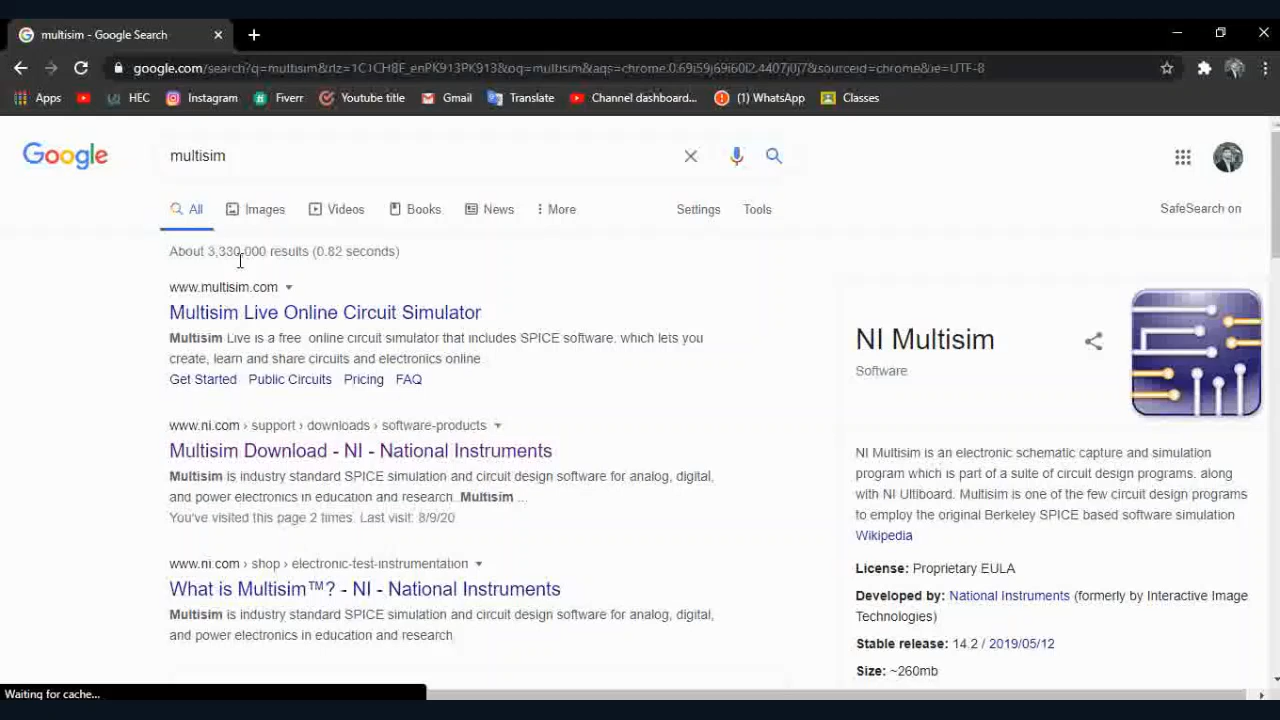 multisim - Google Search
google.com/search?q=multisim&rlz=1C1CHBF_enPK913PK913&oq=multisim&aqs=chrome.0.69i59j69i60l2.4407j0j7&sourceid=chrome&ie=UTF-8
Apps HEC Instagram Fiverr Youtube title Gmail Translate Channel dashboard... (1) WhatsApp Classes
Google multisim
All Images Videos Books News More Settings Tools SafeSearch on
About 3,330,000 results (0.82 seconds)
www.multisim.com
Multisim Live Online Circuit Simulator
Multisim Live is a free online circuit simulator that includes SPICE software. which lets you
create, learn and share circuits and electronics online
Get Started Public Circuits Pricing FAQ
www.ni.com › support › downloads › software-products
Multisim Download - NI - National Instruments
Multisim is industry standard SPICE simulation and circuit design software for analog, digital,
and power electronics in education and research Multisim ...
You've visited this page 2 times. Last visit: 8/9/20
www.ni.com › shop › electronic-test-instrumentation
What is Multisim™? - NI - National Instruments
Multisim is industry standard SPICE simulation and circuit design software for analog, digital,
and power electronics in education and research
NI Multisim
Software
NI Multisim is an electronic schematic capture and simulation
program which is part of a suite of circuit design programs. along
with NI Ultiboard. Multisim is one of the few circuit design programs
to employ the original Berkeley SPICE based software simulation
Wikipedia
License: Proprietary EULA
Developed by: National Instruments (formerly by Interactive Image
Technologies)
Stable release: 14.2 / 2019/05/12
Size: ~260mb
Waiting for cache...